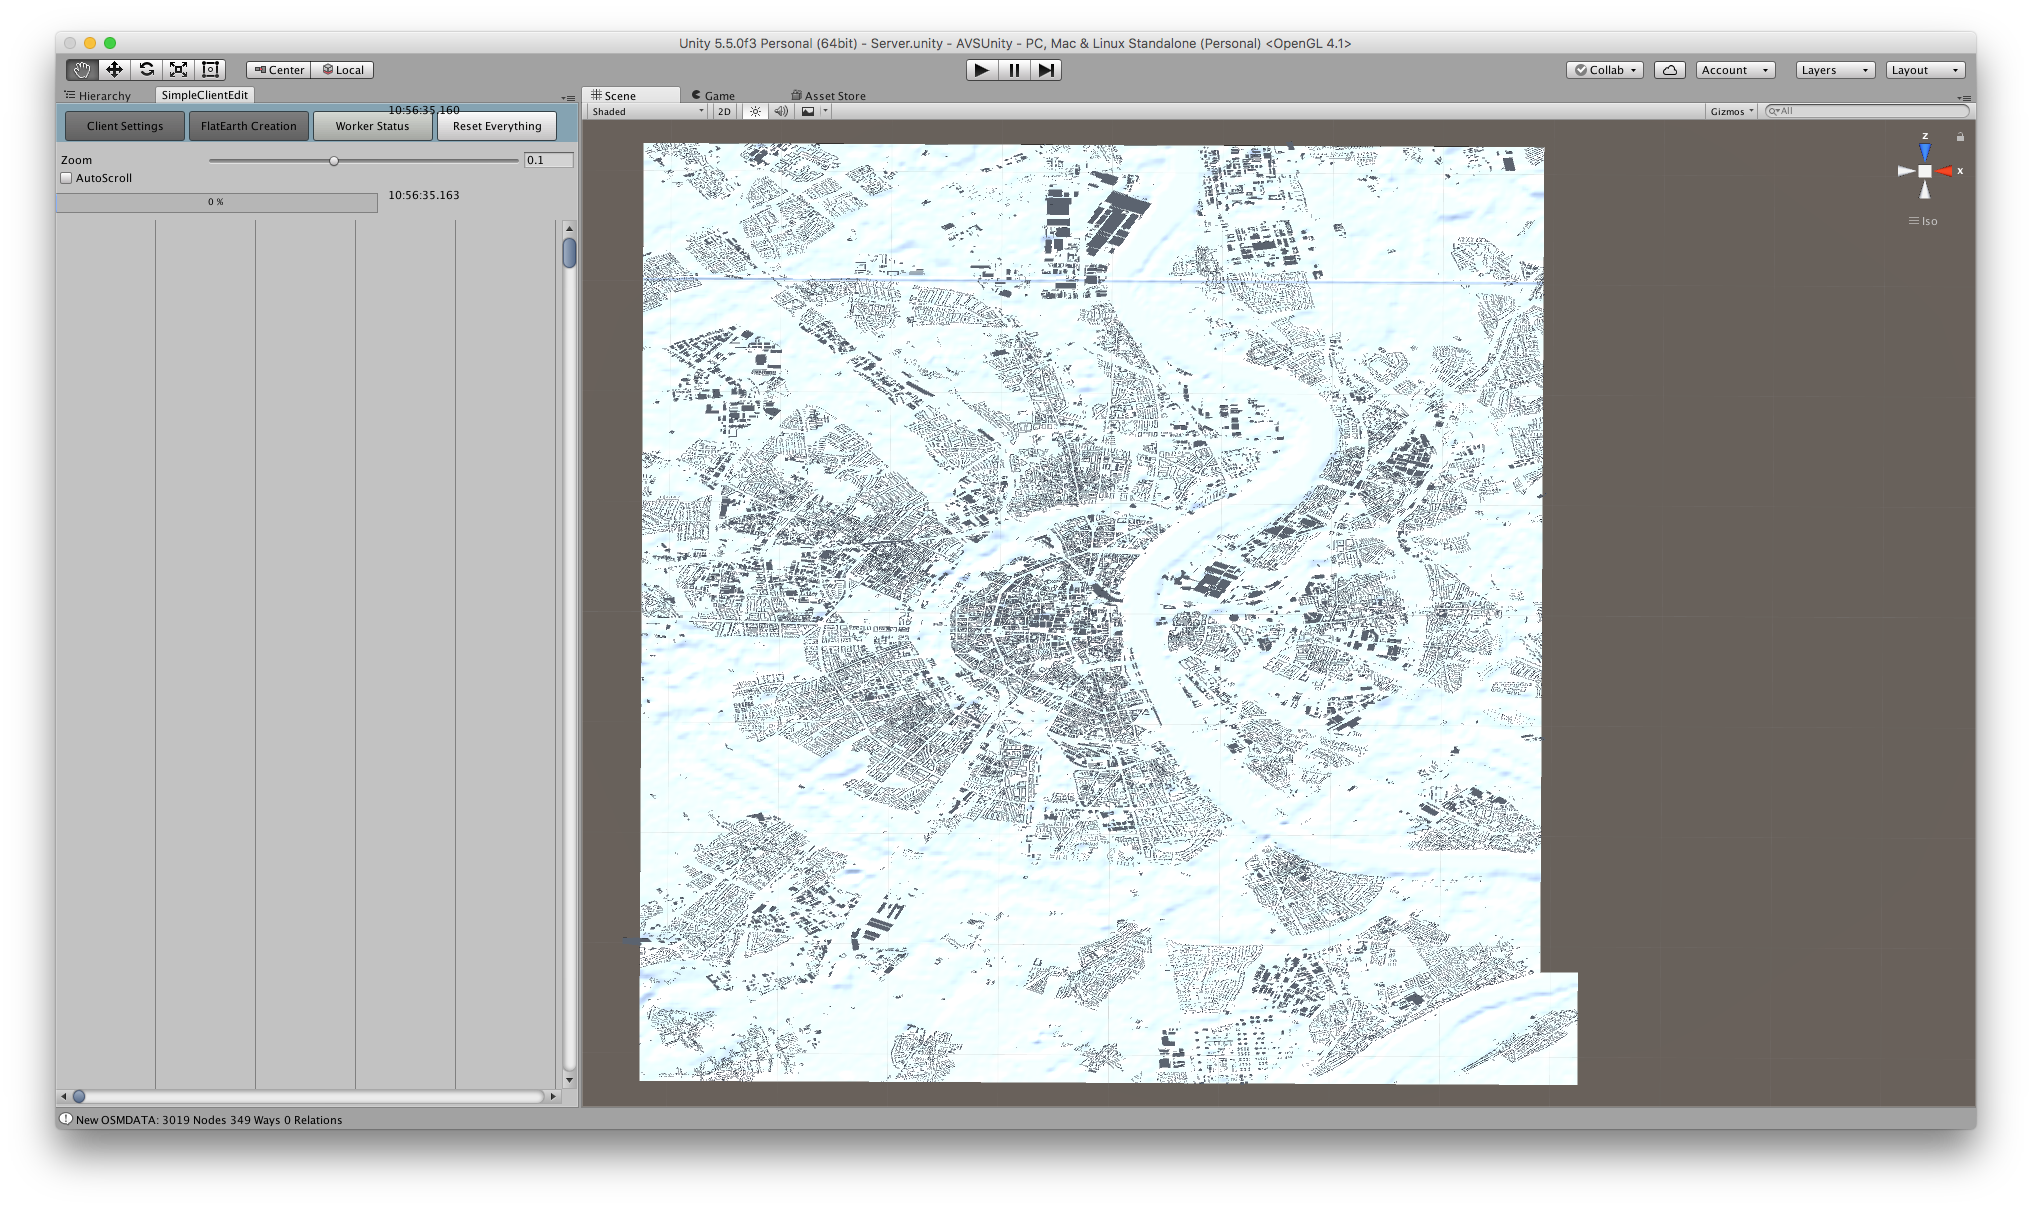 Unity 5.5.0f3 Personal (64bit) - Server.unity - AVSUnity - PC, Mac & Linux Standalone (Personal) <OpenGL 4.1>
Center Local Collab Account Layers Layout
Hierarchy SimpleClientEdit
Scene Game Asset Store
Shaded 2D Gizmos All
10:56:35.160
Client Settings FlatEarth Creation Worker Status Reset Everything
Zoom 0.1
AutoScroll
0 % 10:56:35.163
z
x
Iso
New OSMDATA: 3019 Nodes 349 Ways 0 Relations